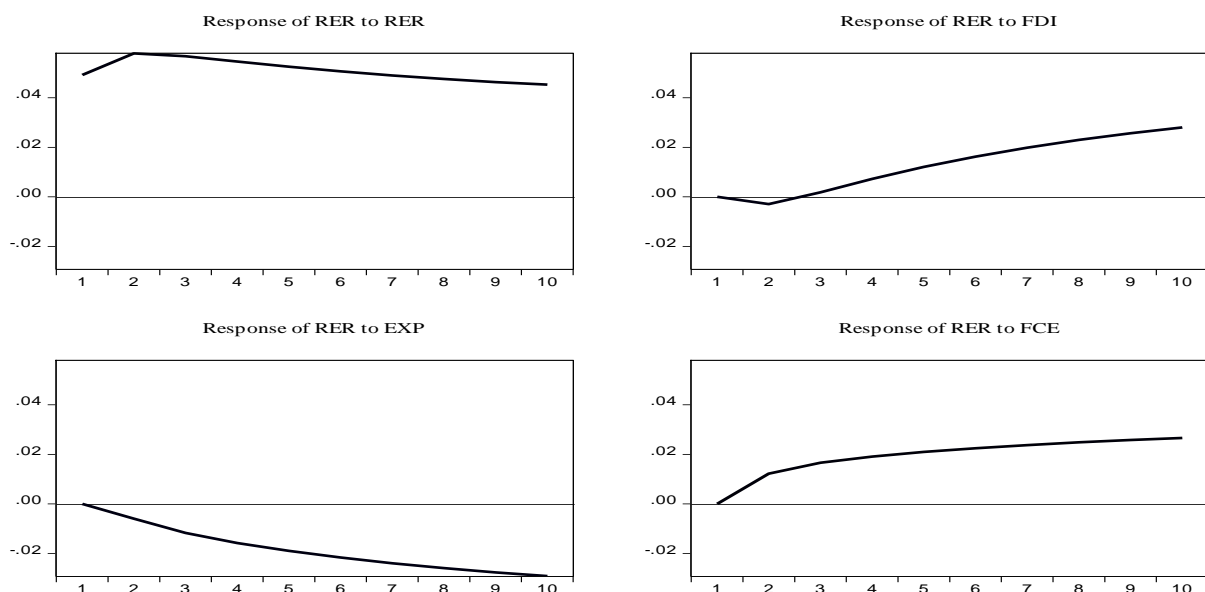 Response of RER to RER
.04
.02
.00
-.02
1 2 3 4 5 6 7 8 9 10
Response of RER to FDI
.04
.02
.00
-.02
1 2 3 4 5 6 7 8 9 10
Response of RER to EXP
.04
.02
.00
-.02
1 2 3 4 5 6 7 8 9 10
Response of RER to FCE
.04
.02
.00
-.02
1 2 3 4 5 6 7 8 9 10